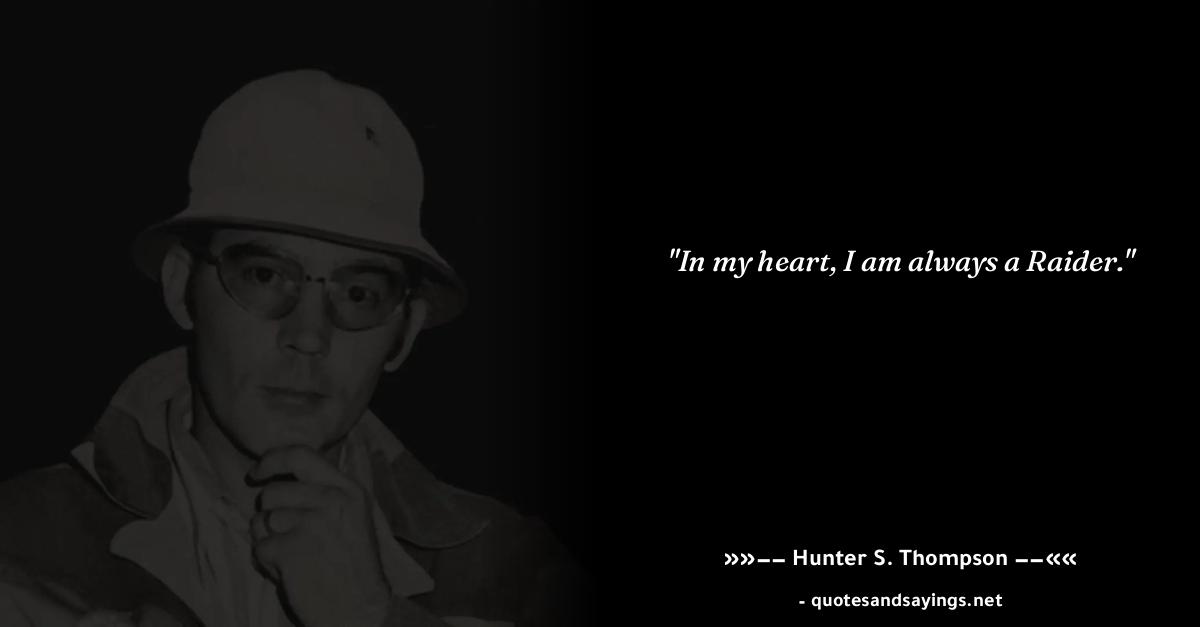 "In my heart, I am always a Raider."
»»–– Hunter S. Thompson ––««
- quotesandsayings.net